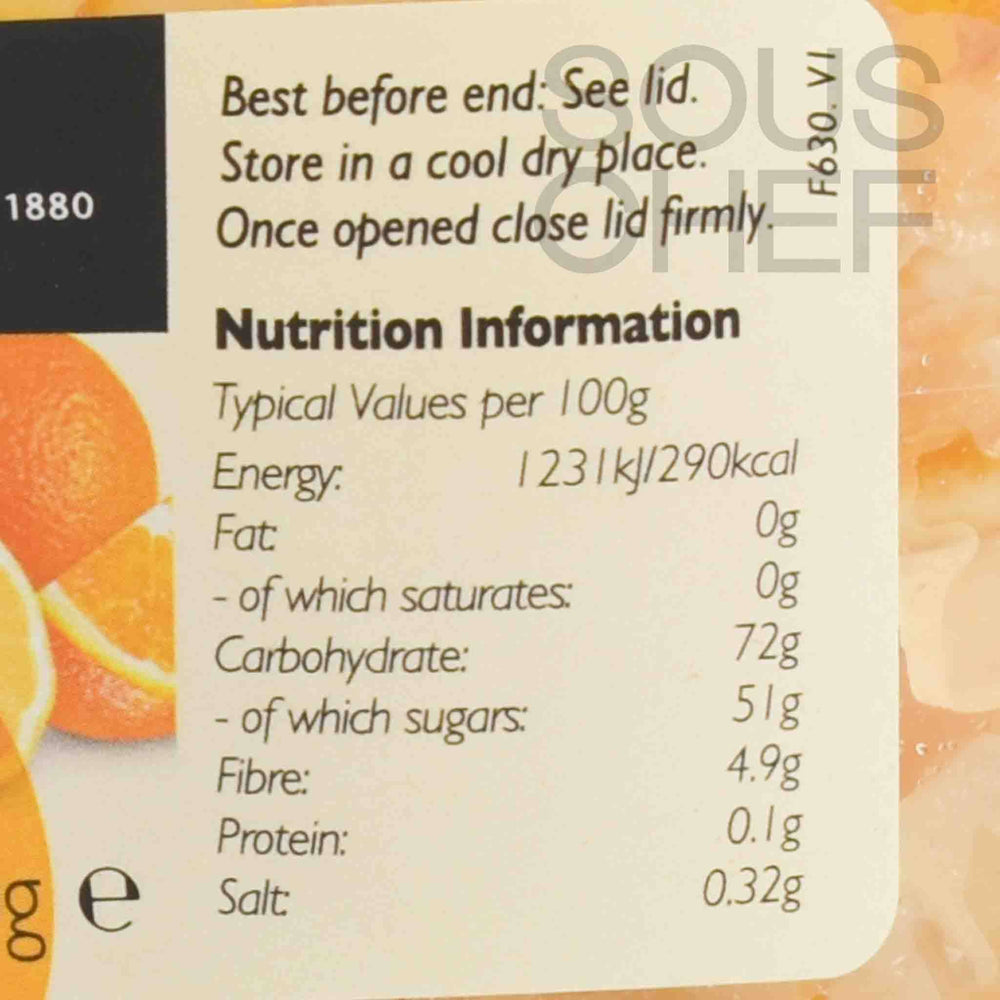 SOUS
CHEF
1880
Best before end: See lid.
Store in a cool dry place.
Once opened close lid firmly.
F630. V1
Nutrition Information
Typical Values per 100g
Energy: 1231kJ/290kcal
Fat: 0g
- of which saturates: 0g
Carbohydrate: 72g
- of which sugars: 51g
Fibre: 4.9g
Protein: 0.1g
Salt: 0.32g
g e